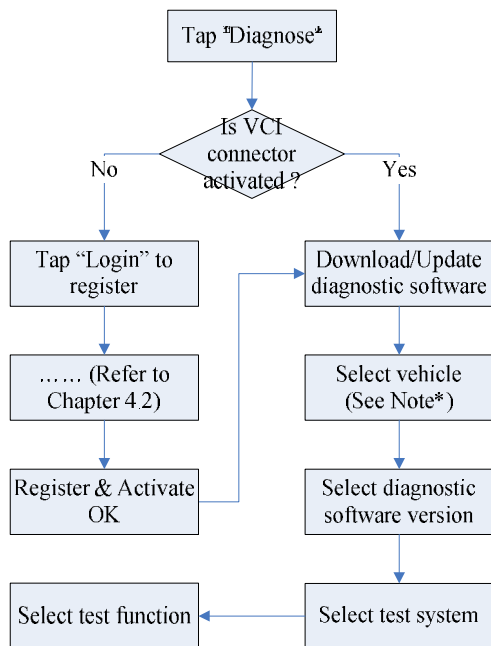 Tap "Diagnose"
Is VCI
connector
activated ?
No
Yes
Tap “Login” to
register
Download/Update
diagnostic software
…… (Refer to
Chapter 4.2)
Select vehicle
(See Note*)
Register & Activate
OK
Select diagnostic
software version
Select test function
Select test system